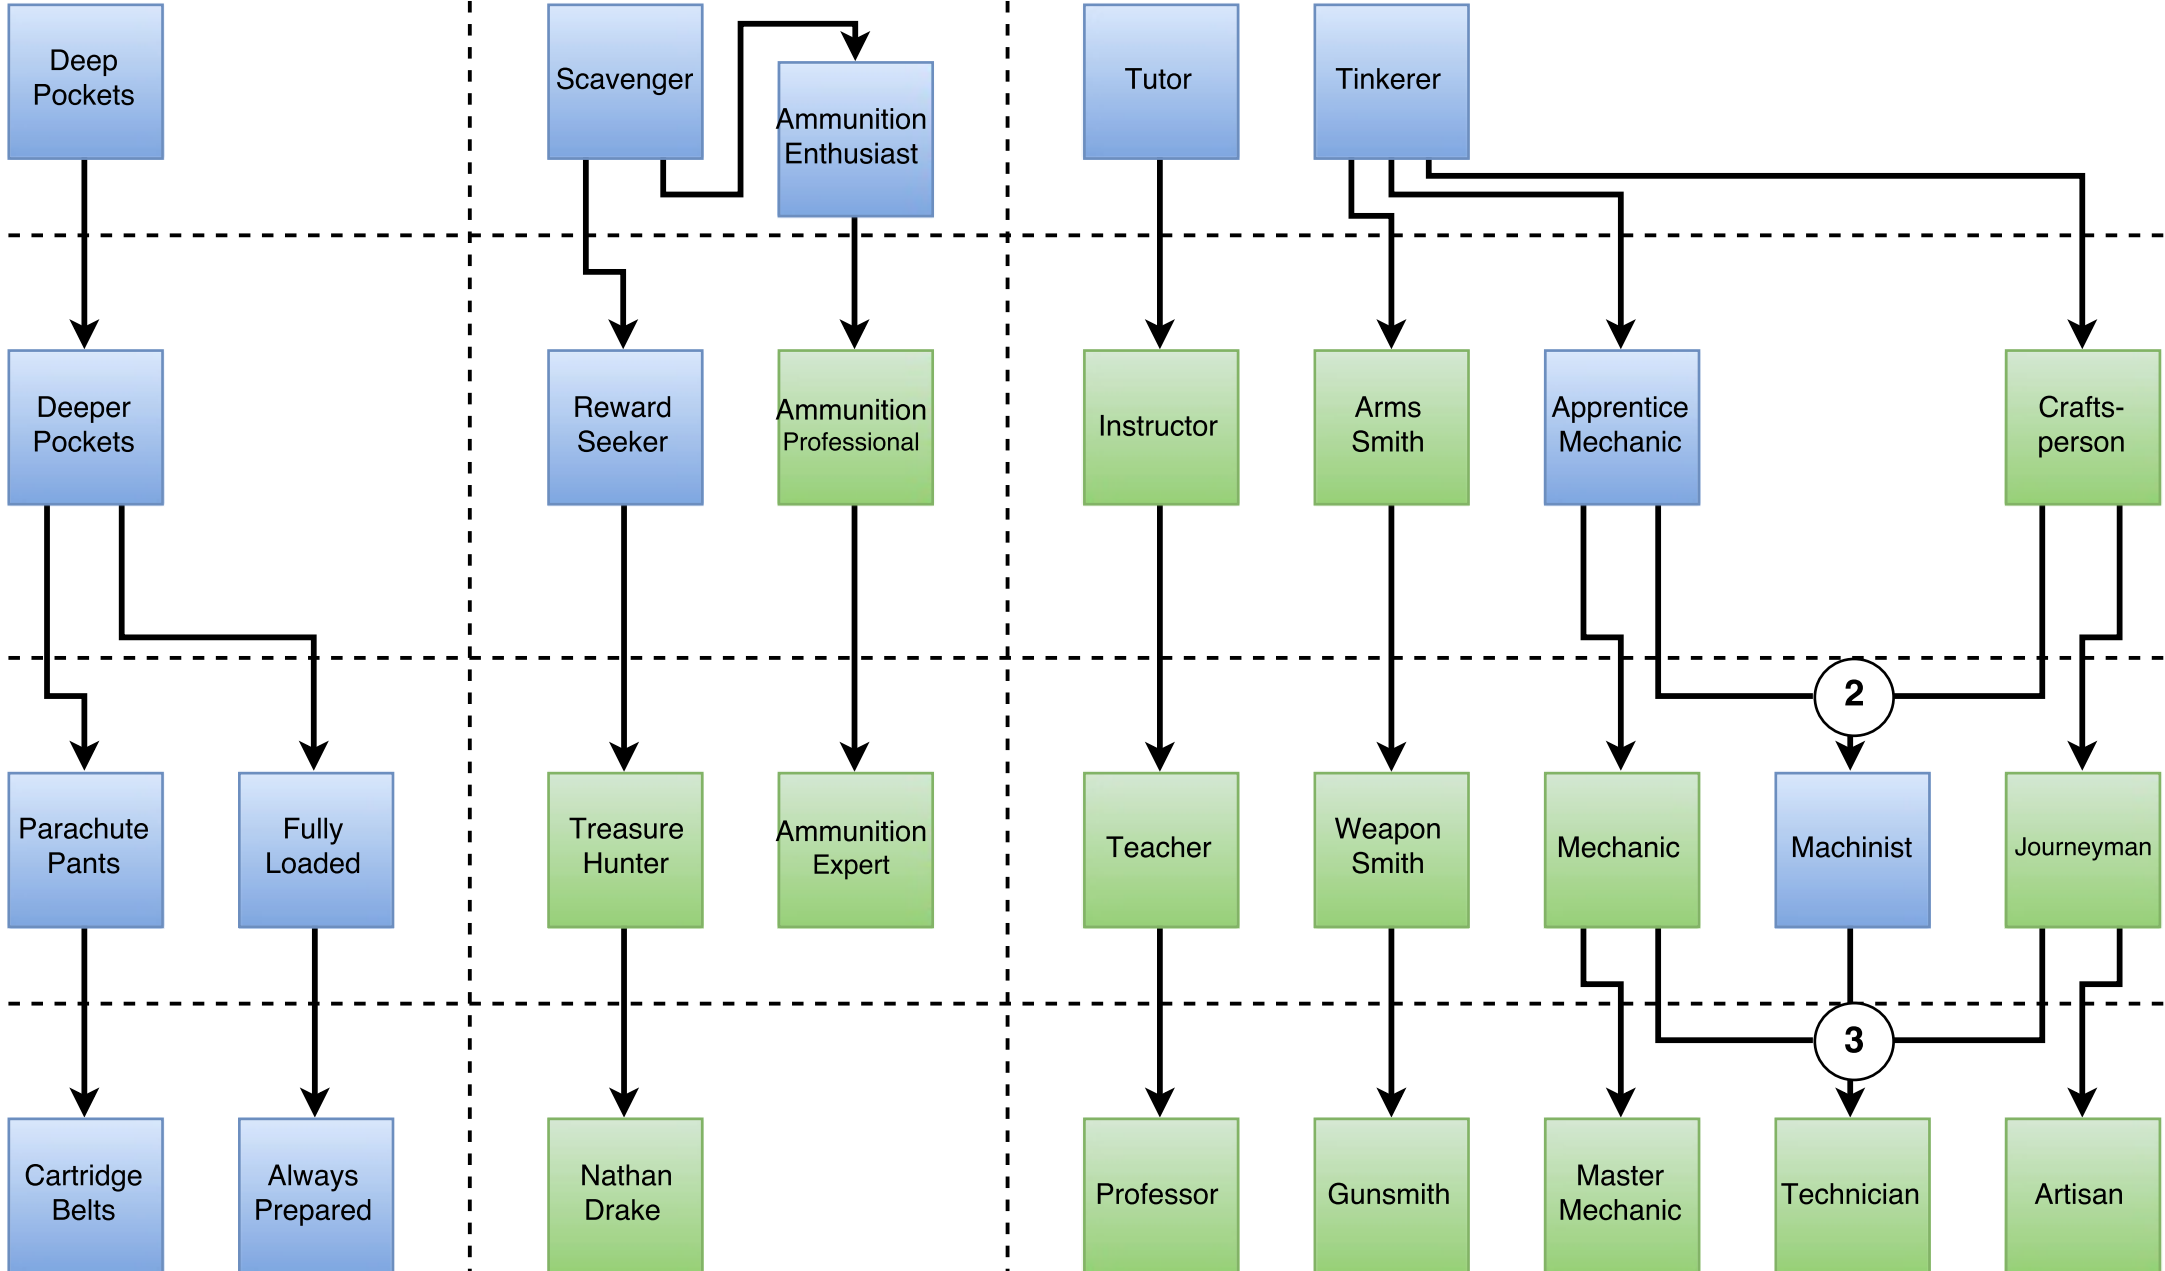 Deep
Pockets
Scavenger
Ammunition
Enthusiast
Tutor
Tinkerer
Deeper
Pockets
Reward
Seeker
Ammunition
Professional
Instructor
Arms
Smith
Apprentice
Mechanic
Crafts-
person
2
Parachute
Pants
Fully
Loaded
Treasure
Hunter
Ammunition
Expert
Teacher
Weapon
Smith
Mechanic
Machinist
Journeyman
3
Cartridge
Belts
Always
Prepared
Nathan
Drake
Professor
Gunsmith
Master
Mechanic
Technician
Artisan